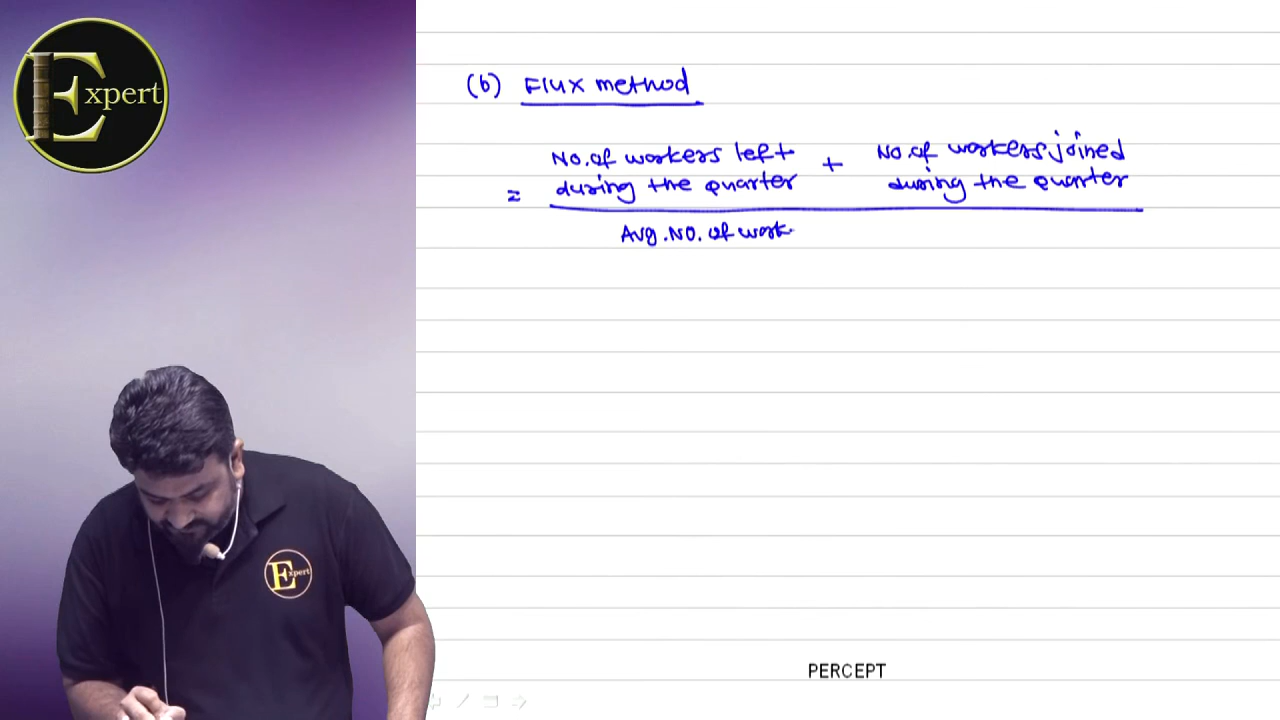 Expert
(b) Flux method
No. of workers left + No. of workers joined
= during the quarter during the quarter
Avg. No. of work
Expert
PERCEPT